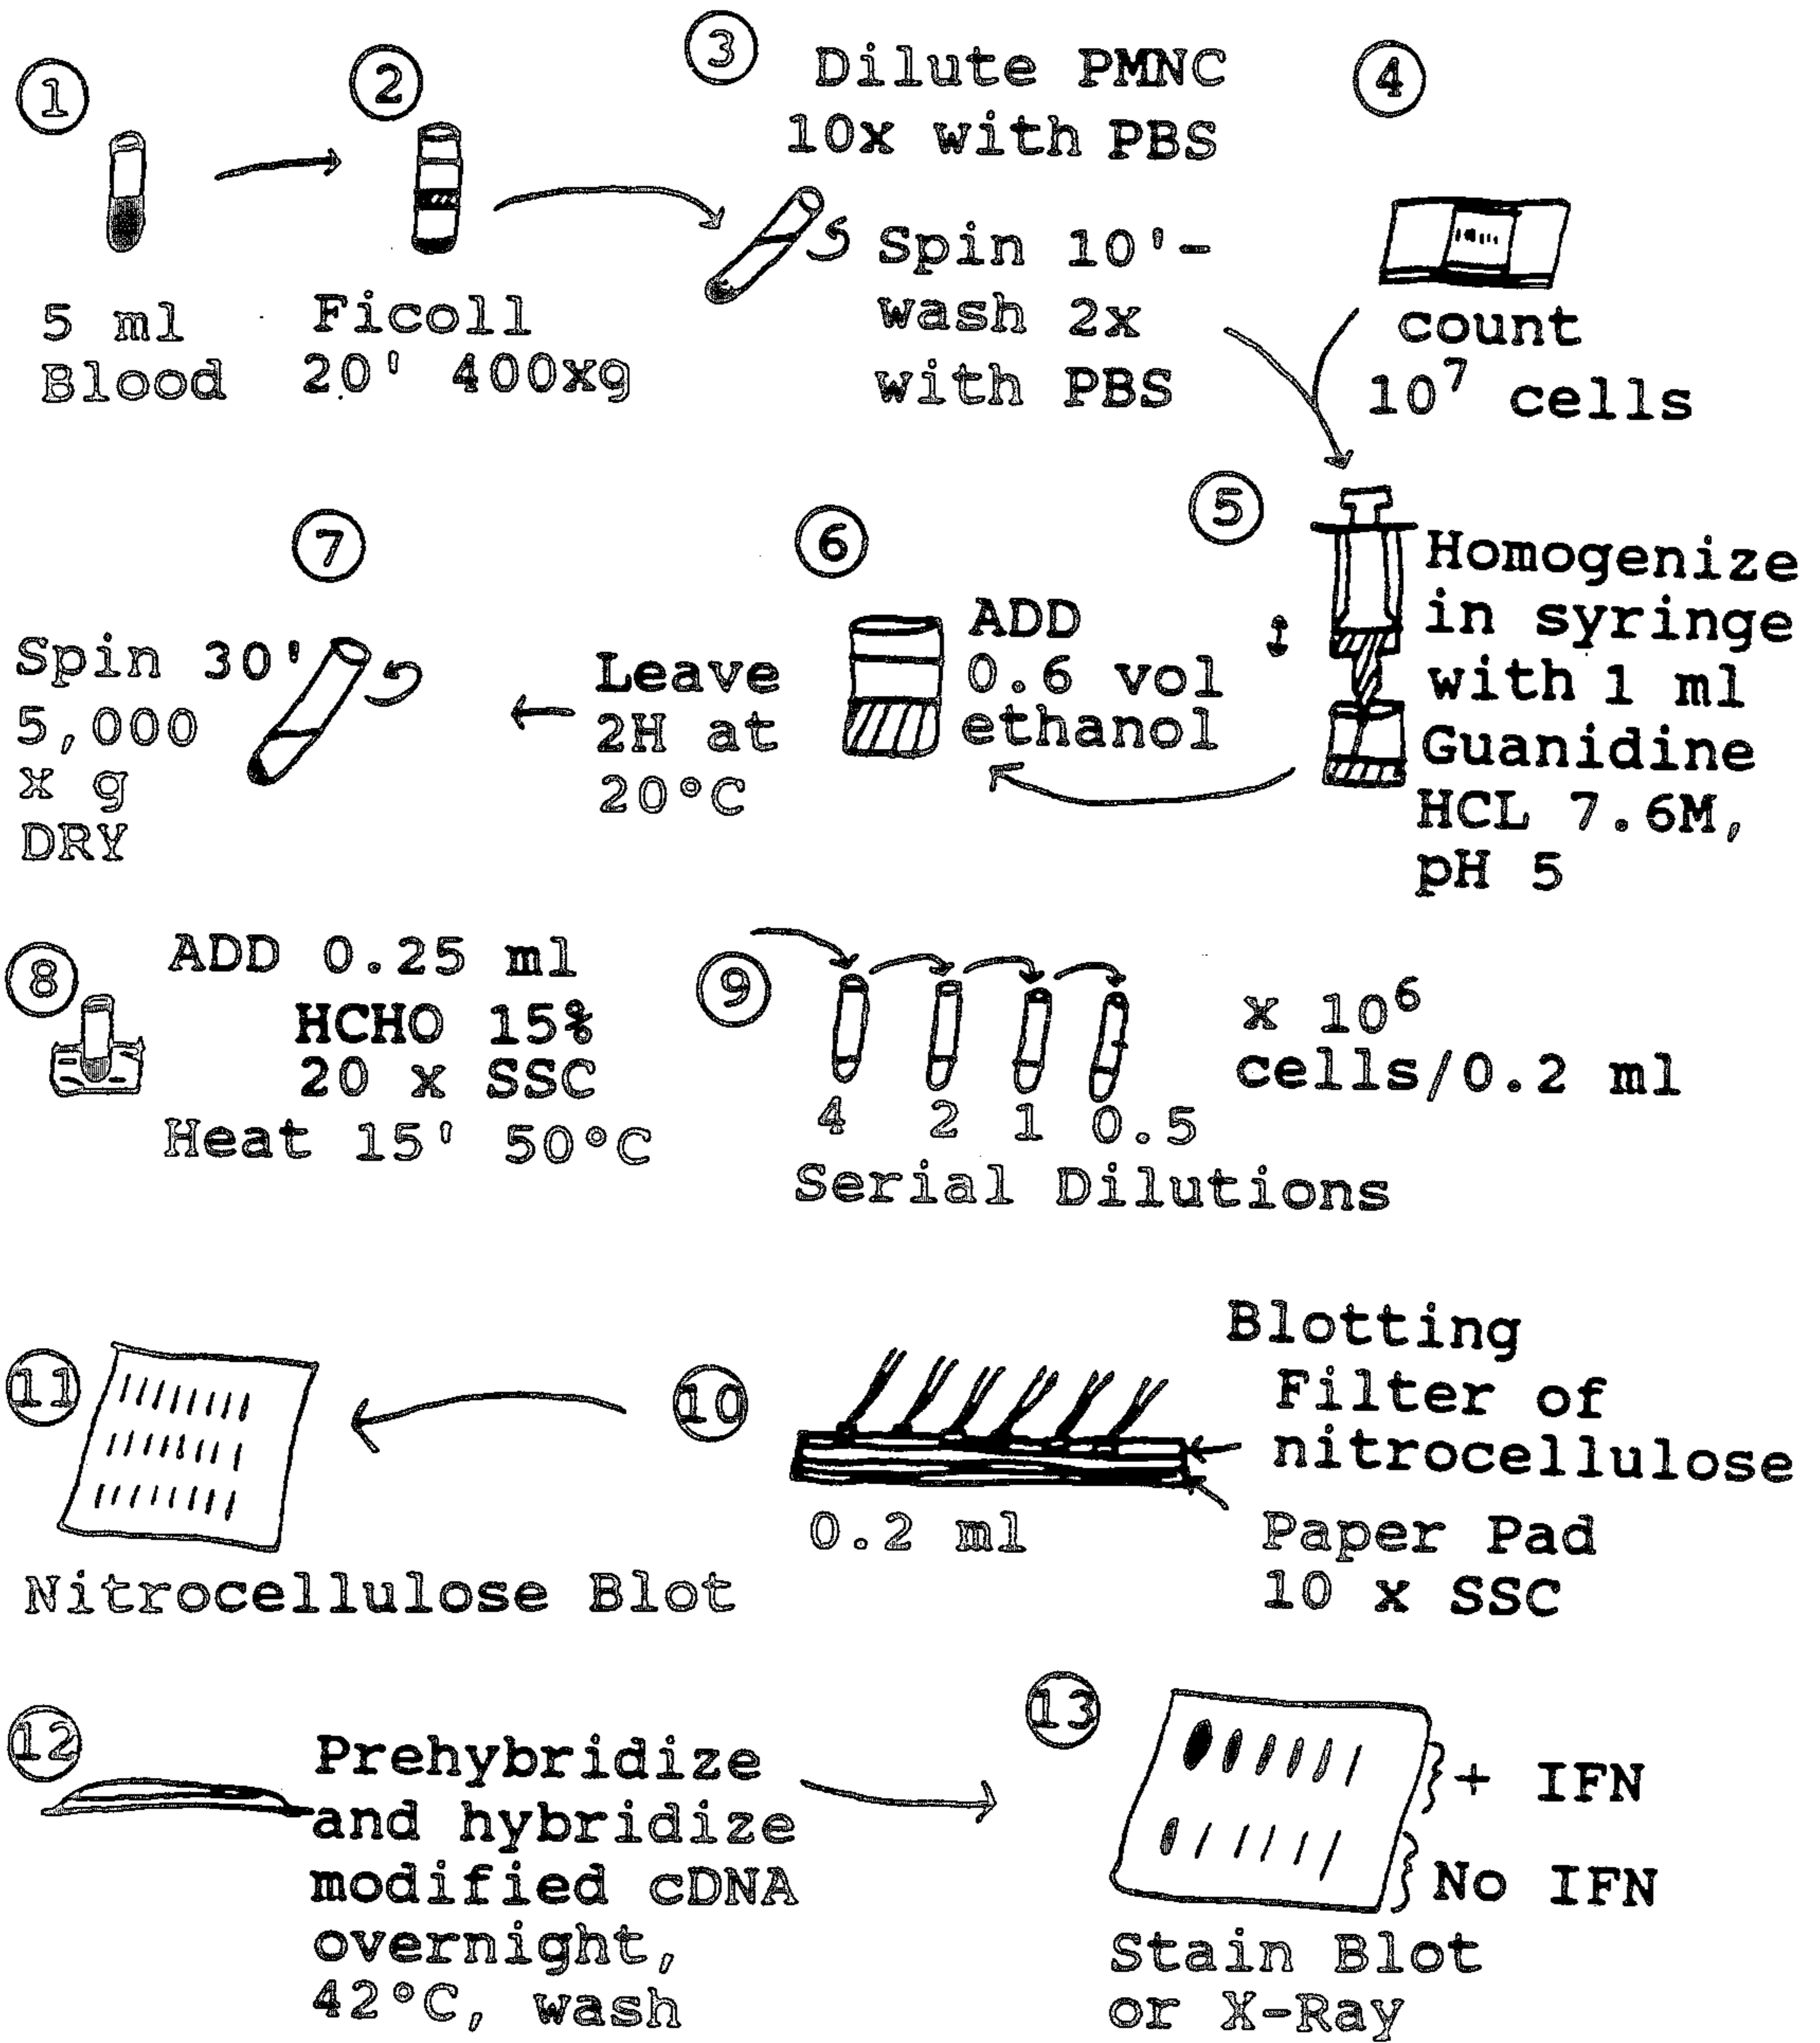 1
5 ml
Blood
2
Ficoll
20' 400xg
3
Dilute PMNC
10x with PBS
Spin 10'-
wash 2x
with PBS
4
count
10⁷ cells
5
Homogenize
in syringe
with 1 ml
Guanidine
HCL 7.6M,
pH 5
6
ADD
0.6 vol
ethanol
Leave
2H at
20°C
7
Spin 30'
5,000
x g
DRY
8
ADD 0.25 ml
HCHO 15%
20 x SSC
Heat 15' 50°C
9
4 2 1 0.5
x 10⁶
cells/0.2 ml
Serial Dilutions
10
Blotting
Filter of
nitrocellulose
Paper Pad
10 x SSC
0.2 ml
11
Nitrocellulose Blot
12
Prehybridize
and hybridize
modified cDNA
overnight,
42°C, wash
13
+ IFN
No IFN
Stain Blot
or X-Ray